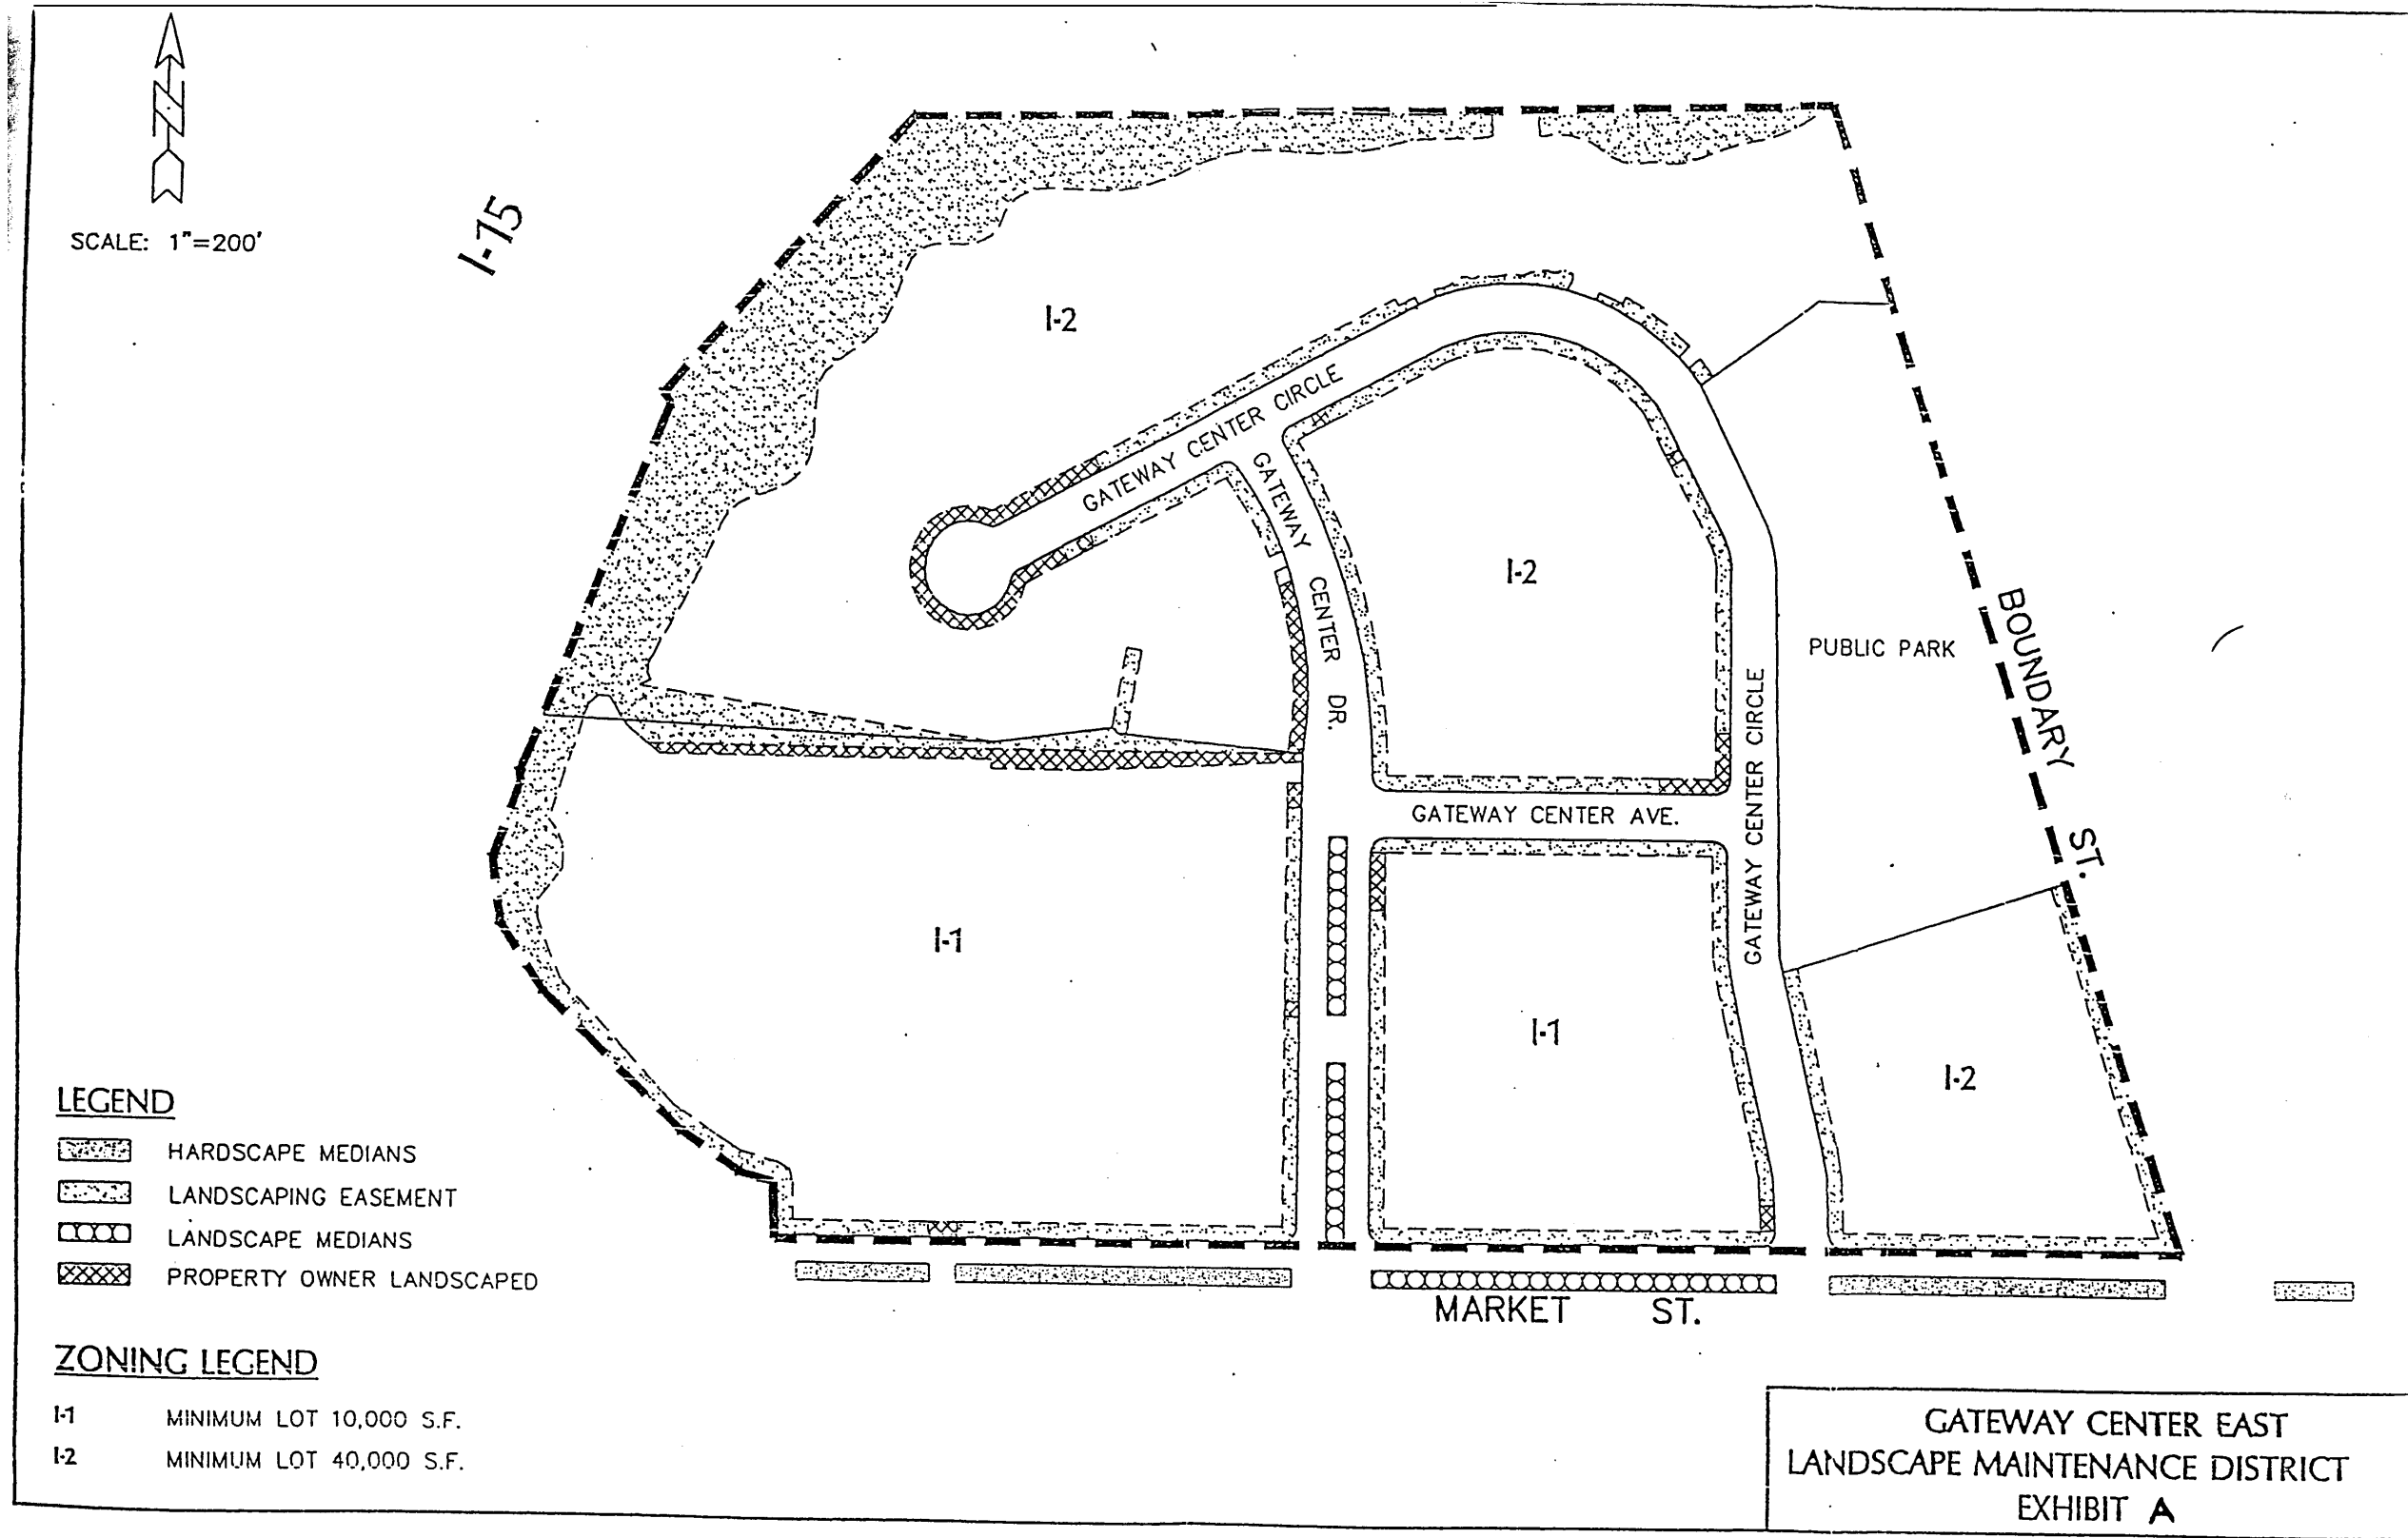 N
SCALE: 1"=200'
I-15
I-2
GATEWAY CENTER CIRCLE
GATEWAY CENTER DR.
I-2
BOUNDARY ST.
PUBLIC PARK
GATEWAY CENTER CIRCLE
GATEWAY CENTER AVE.
I-1
I-1
I-2
MARKET ST.
LEGEND
HARDSCAPE MEDIANS
LANDSCAPING EASEMENT
LANDSCAPE MEDIANS
PROPERTY OWNER LANDSCAPED
ZONING LEGEND
I-1 MINIMUM LOT 10,000 S.F.
I-2 MINIMUM LOT 40,000 S.F.
GATEWAY CENTER EAST
LANDSCAPE MAINTENANCE DISTRICT
EXHIBIT A